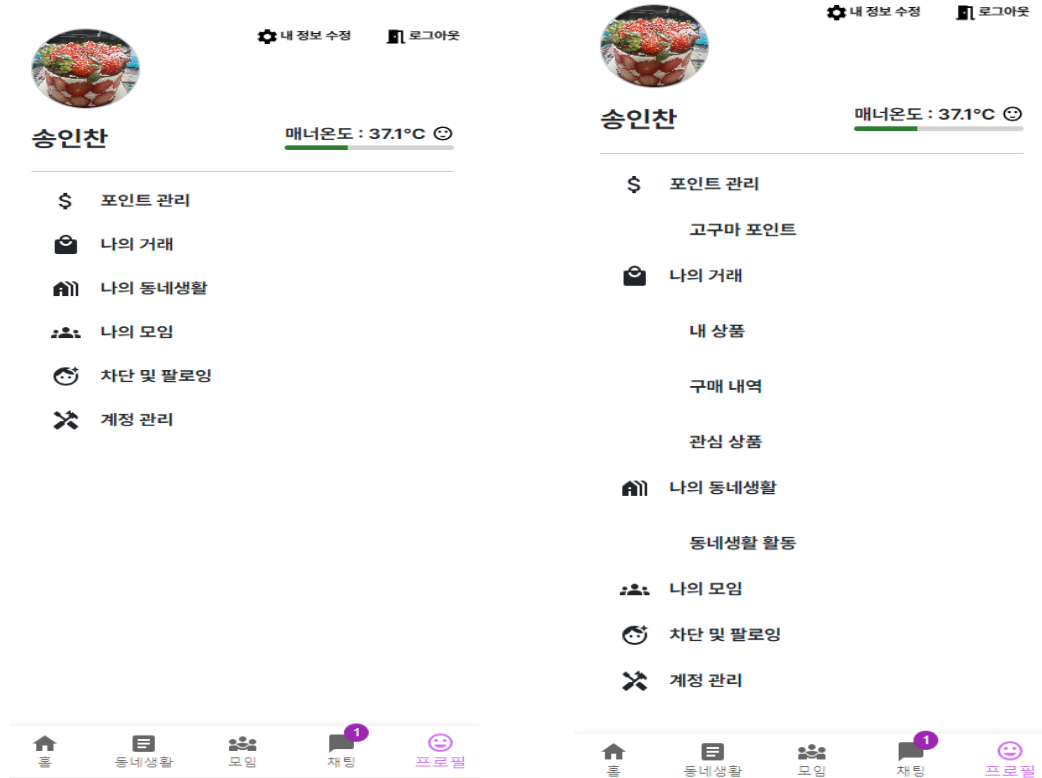 내 정보 수정 로그아웃
송인찬
매너온도 : 37.1°C
포인트 관리
나의 거래
나의 동네생활
나의 모임
차단 및 팔로잉
계정 관리
홈 동네생활 모임 채팅 1 프로필
내 정보 수정 로그아웃
송인찬
매너온도 : 37.1°C
포인트 관리
고구마 포인트
나의 거래
내 상품
구매 내역
관심 상품
나의 동네생활
동네생활 활동
나의 모임
차단 및 팔로잉
계정 관리
홈 동네생활 모임 채팅 1 프로필